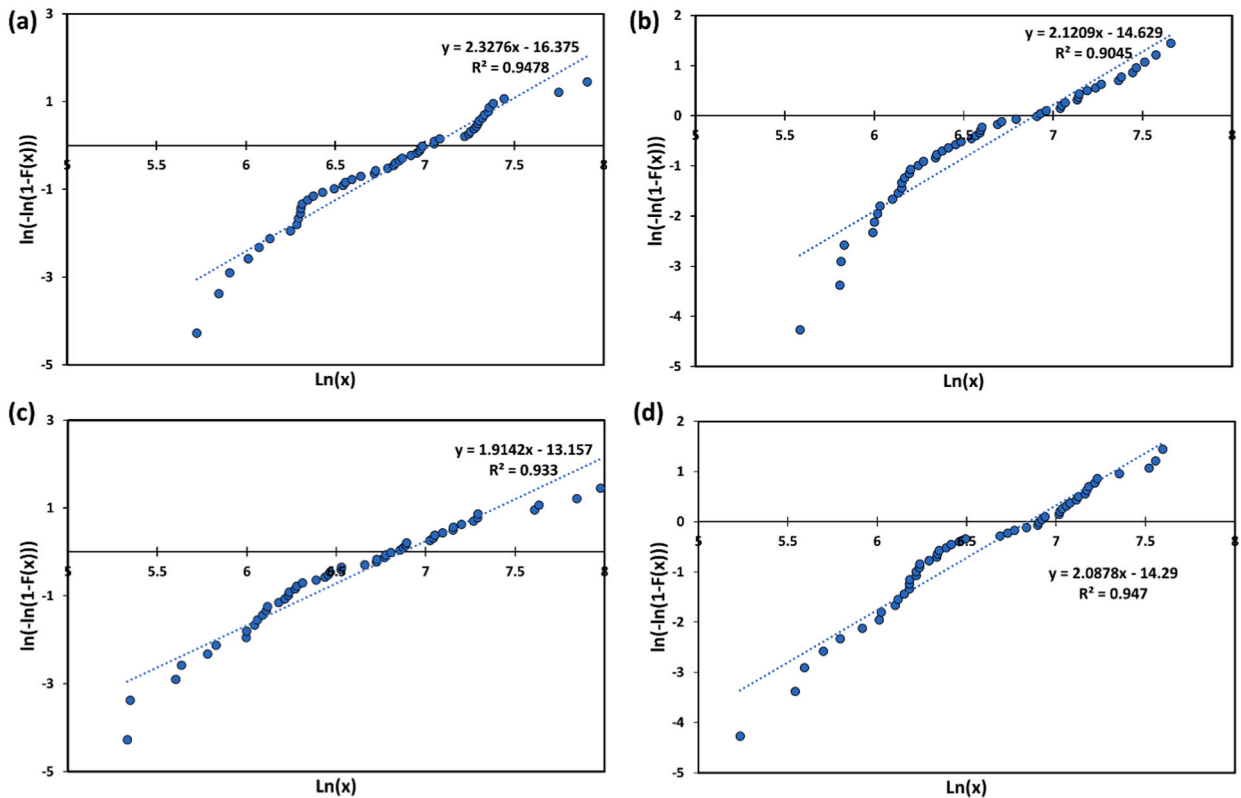 (a)
3
y = 2.3276x - 16.375
R² = 0.9478
1
5 5.5 6 6.5 7 7.5 8
-1
-3
-5
ln(-ln(1-F(x)))
Ln(x)
(b)
2
y = 2.1209x - 14.629
R² = 0.9045
1
0
5 5.5 6 6.5 7 7.5 8
-1
-2
-3
-4
-5
ln(-ln(1-F(x)))
Ln(x)
(c)
3
y = 1.9142x - 13.157
R² = 0.933
1
5 5.5 6 6.5 7 7.5 8
-1
-3
-5
ln(-ln(1-F(x)))
Ln(x)
(d)
2
1
0
5 5.5 6 6.5 7 7.5 8
y = 2.0878x - 14.29
R² = 0.947
-1
-2
-3
-4
-5
ln(-ln(1-F(x)))
Ln(x)